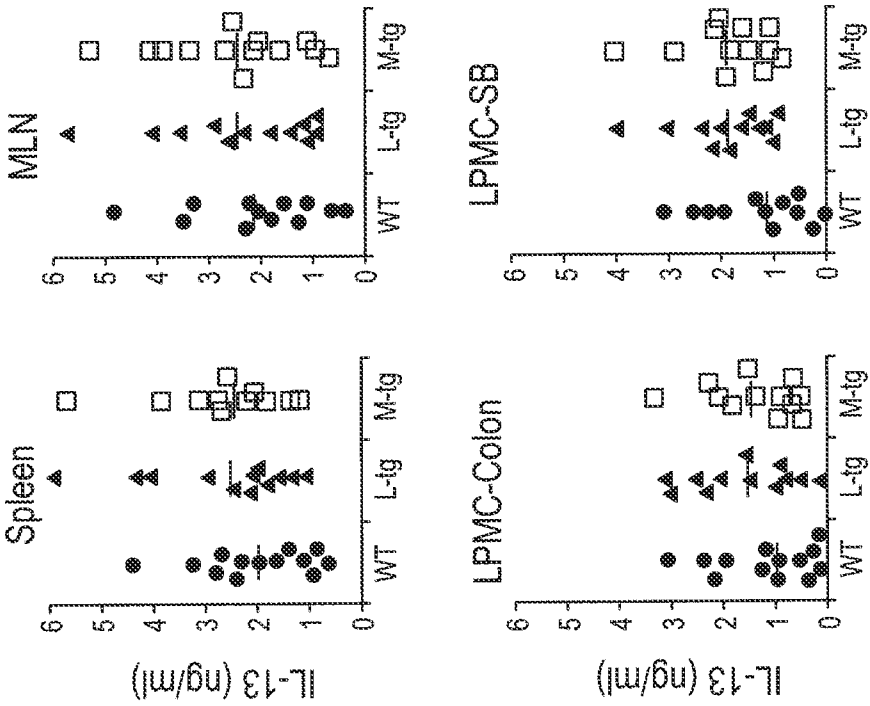 Spleen
MLN
IL-13 (ng/ml)
6
5
4
3
2
1
0
WT
L-tg
M-tg
6
5
4
3
2
1
0
WT
L-tg
M-tg
LPMC-Colon
LPMC-SB
IL-13 (ng/ml)
6
5
4
3
2
1
0
WT
L-tg
M-tg
6
5
4
3
2
1
0
WT
L-tg
M-tg